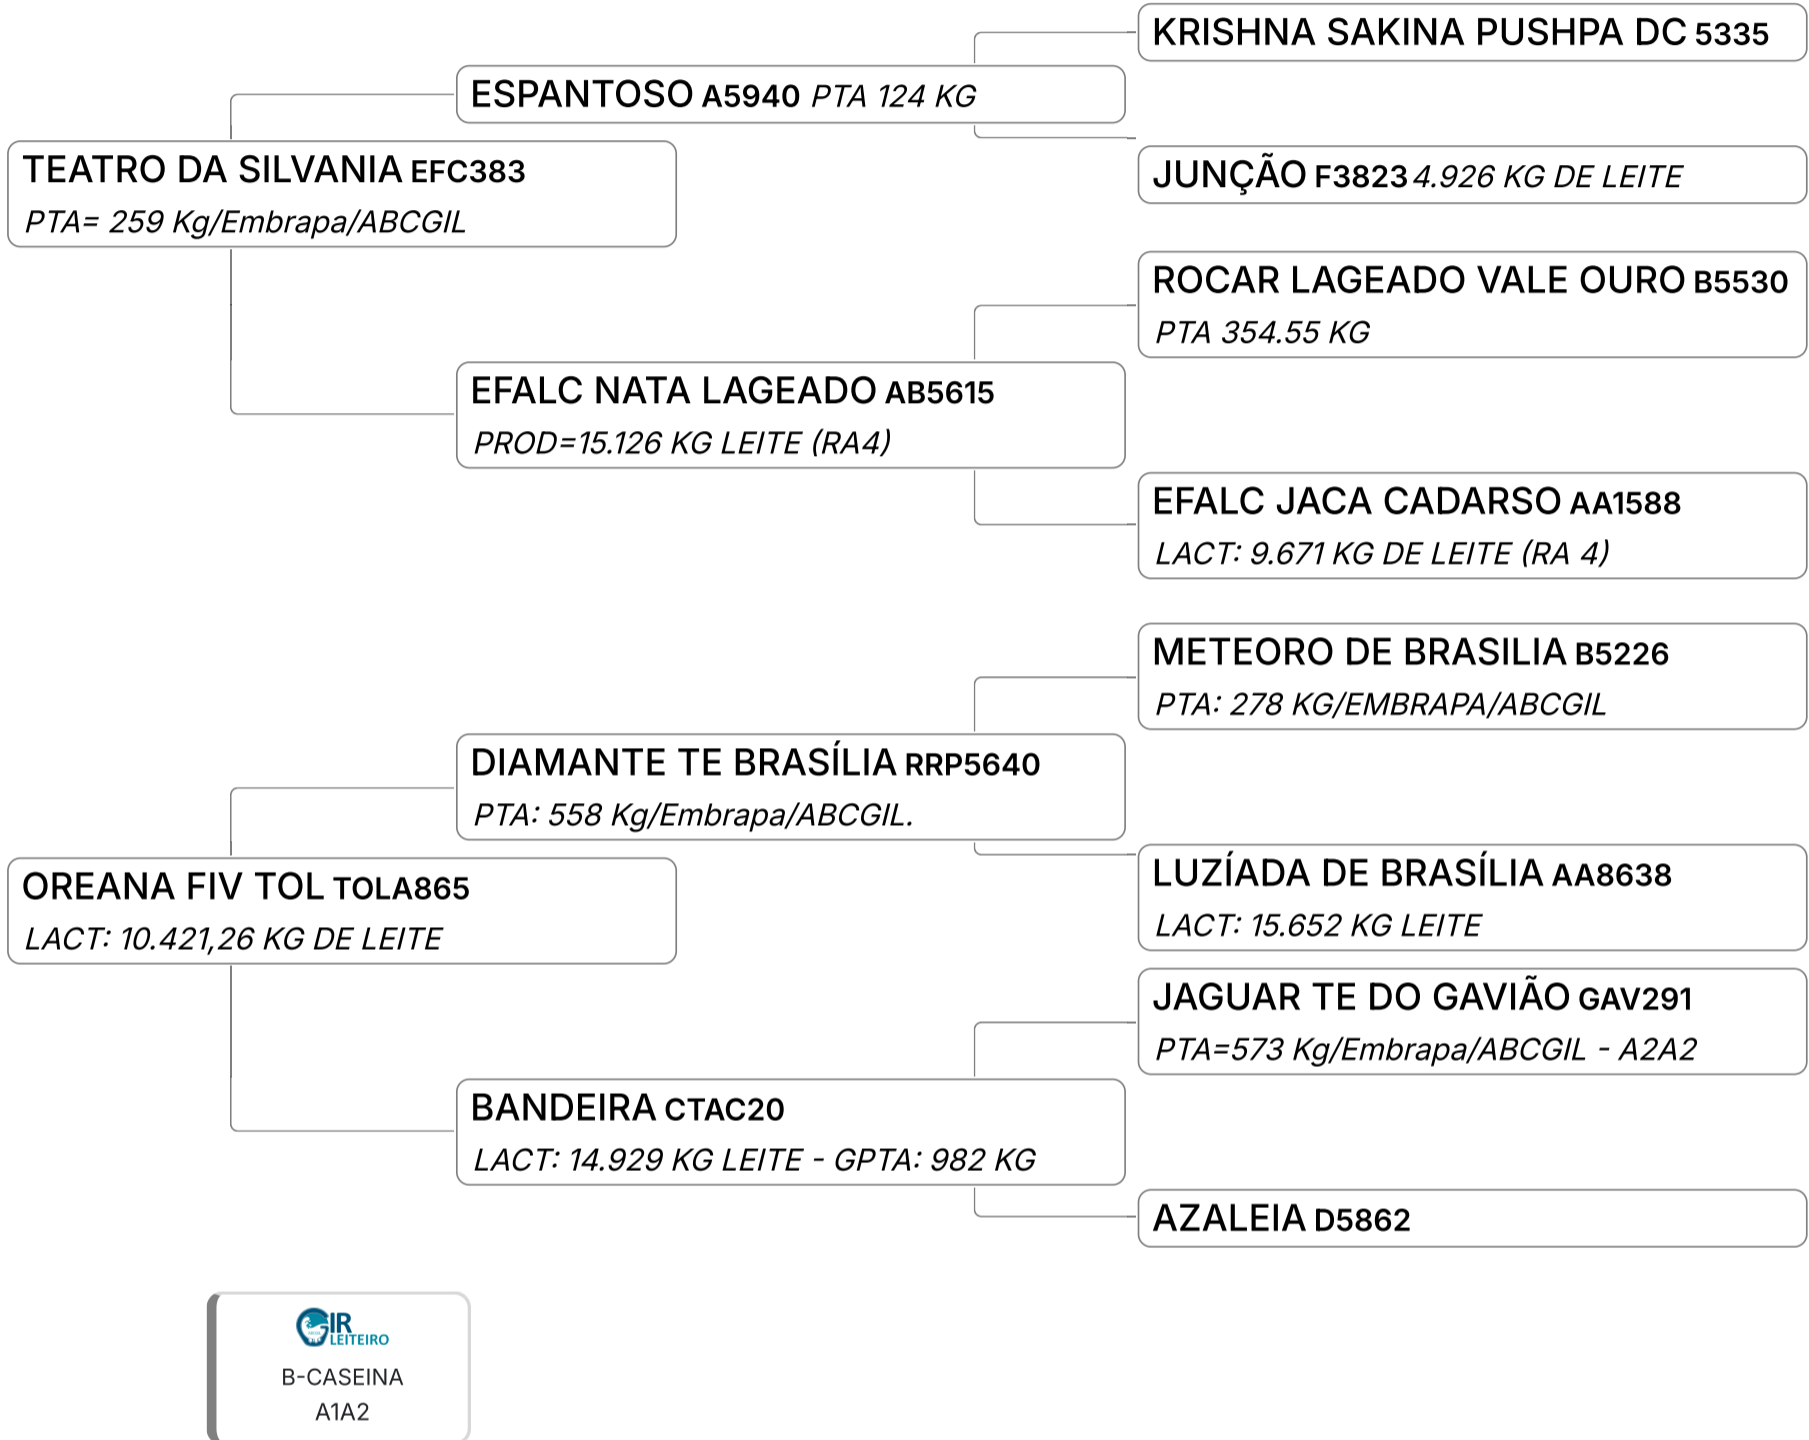 KRISHNA SAKINA PUSHPA DC 5335
ESPANTOSO A5940 PTA 124 KG
TEATRO DA SILVANIA EFC383
PTA= 259 Kg/Embrapa/ABCGIL
JUNÇÃO F3823 4.926 KG DE LEITE
ROCAR LAGEADO VALE OURO B5530
PTA 354.55 KG
EFALC NATA LAGEADO AB5615
PROD=15.126 KG LEITE (RA4)
EFALC JACA CADARSO AA1588
LACT: 9.671 KG DE LEITE (RA 4)
METEORO DE BRASILIA B5226
PTA: 278 KG/EMBRAPA/ABCGIL
DIAMANTE TE BRASÍLIA RRP5640
PTA: 558 Kg/Embrapa/ABCGIL.
OREANA FIV TOL TOLA865
LACT: 10.421,26 KG DE LEITE
LUZÍADA DE BRASÍLIA AA8638
LACT: 15.652 KG LEITE
JAGUAR TE DO GAVIÃO GAV291
PTA=573 Kg/Embrapa/ABCGIL - A2A2
BANDEIRA CTAC20
LACT: 14.929 KG LEITE - GPTA: 982 KG
AZALEIA D5862
GIR
LEITEIRO
B-CASEINA
A1A2